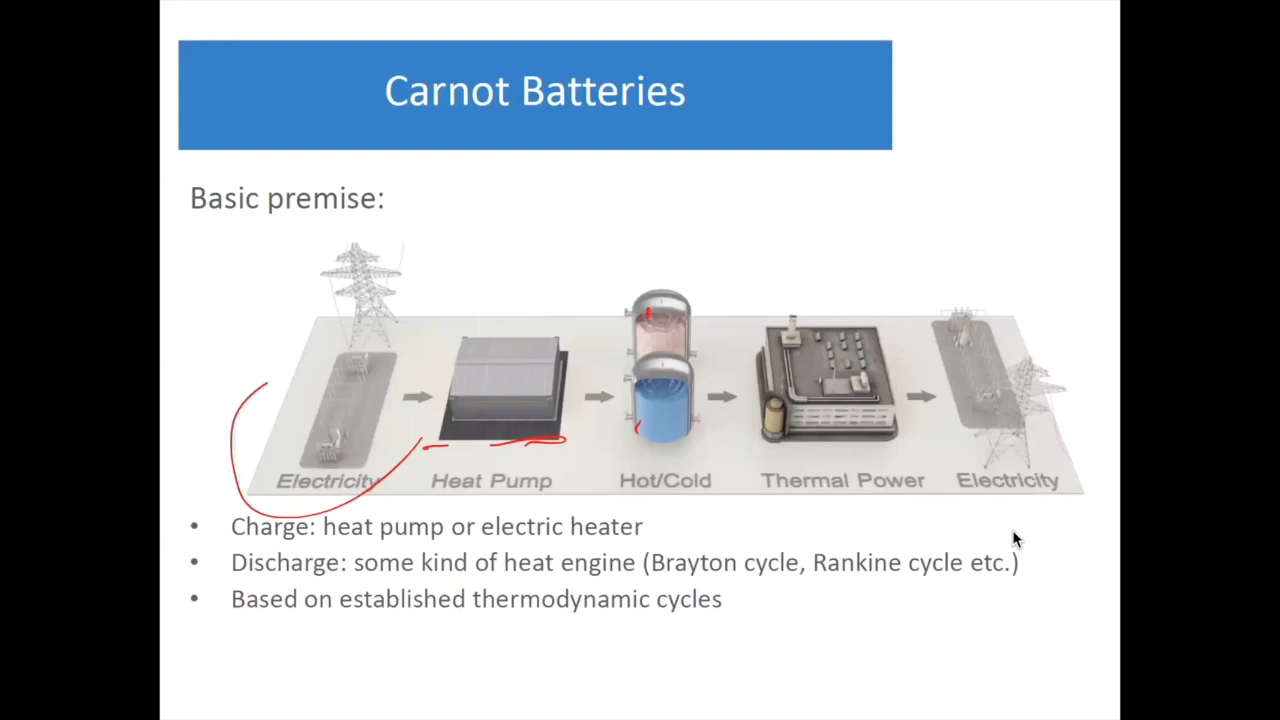 Carnot Batteries
Basic premise:
Electricity Heat Pump Hot/Cold Thermal Power Electricity
• Charge: heat pump or electric heater
• Discharge: some kind of heat engine (Brayton cycle, Rankine cycle etc.)
• Based on established thermodynamic cycles